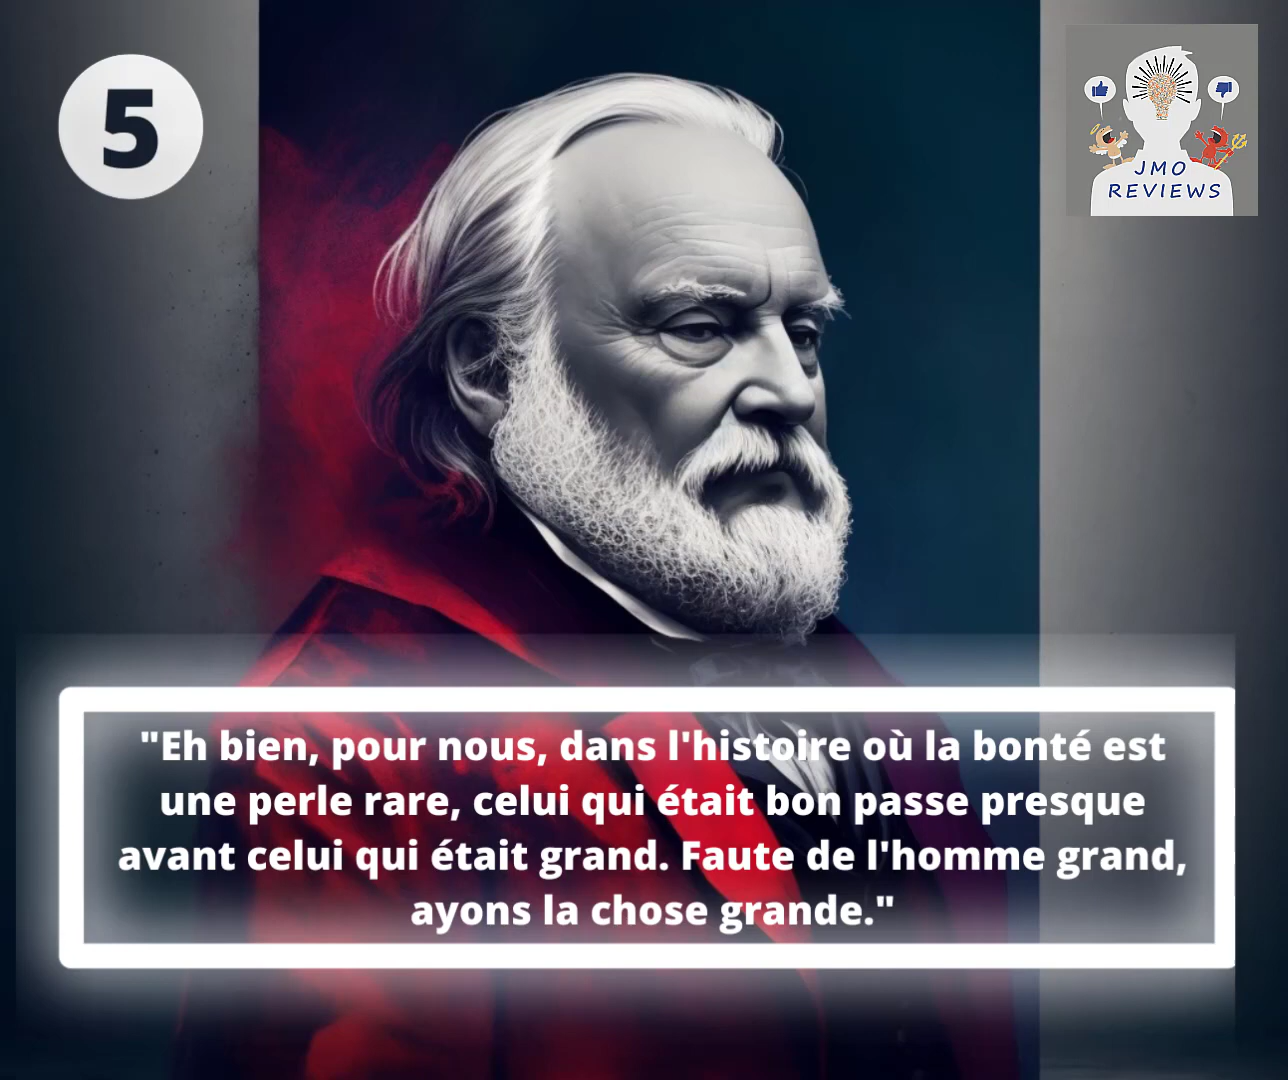 5
JMO
REVIEWS
"Eh bien, pour nous, dans l'histoire où la bonté est
une perle rare, celui qui était bon passe presque
avant celui qui était grand. Faute de l'homme grand,
ayons la chose grande."